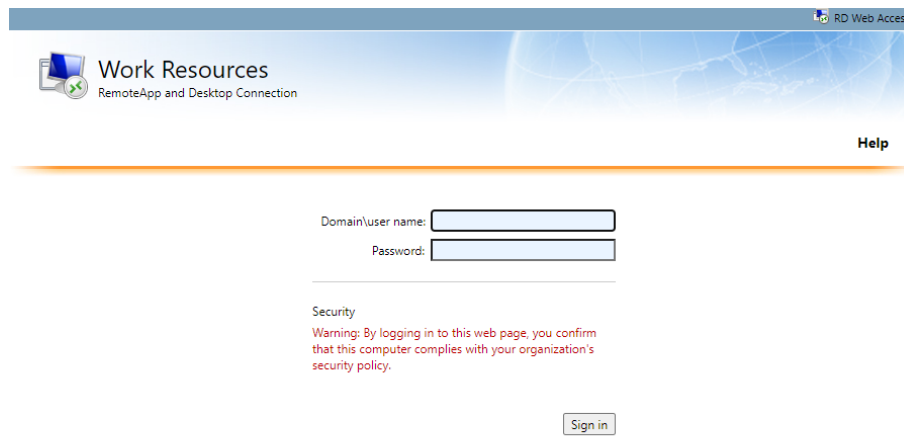 RD Web Acces
Work Resources
RemoteApp and Desktop Connection
Help
Domain\user name:
Password:
Security
Warning: By logging in to this web page, you confirm
that this computer complies with your organization's
security policy.
Sign in